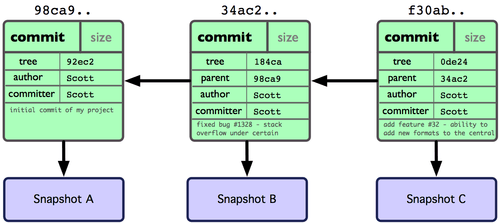 98ca9..
commit size
tree 92ec2
author Scott
committer Scott
initial commit of my project
Snapshot A
34ac2..
commit size
tree 184ca
parent 98ca9
author Scott
committer Scott
fixed bug #1328 - stack
overflow under certain
Snapshot B
f30ab..
commit size
tree 0de24
parent 34ac2
author Scott
committer Scott
add feature #32 - ability to
add new formats to the central
Snapshot C